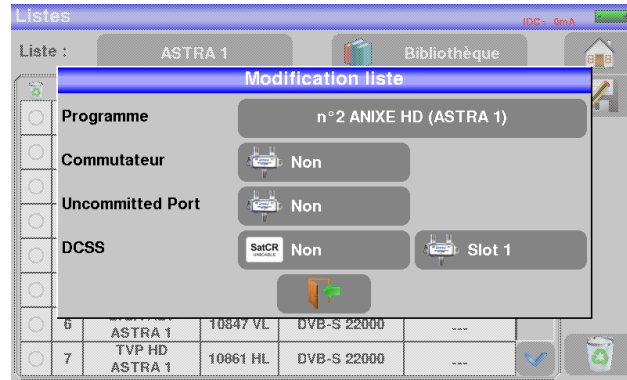 Listes
IDC= 0mA
Liste :
ASTRA 1
Bibliothèque
Modification liste
Programme
n°2 ANIXE HD (ASTRA 1)
Commutateur
Non
Uncommitted Port
Non
DCSS
SatCR
UNICABLE
Non
Slot 1
6
ASTRA 1
10847 VL
DVB-S 22000
---
7
TVP HD
ASTRA 1
10861 HL
DVB-S 22000
---